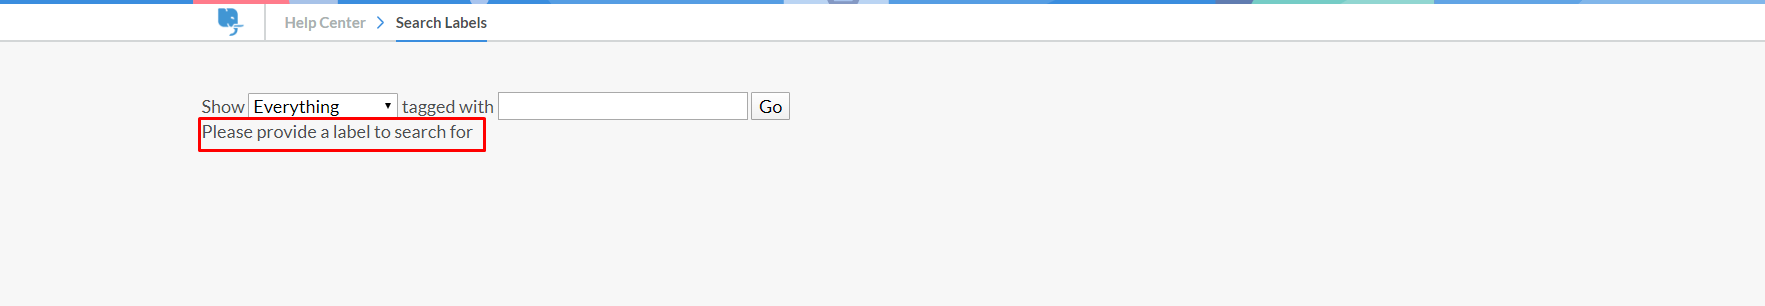 Help Center > Search Labels
Show Everything tagged with Go
Please provide a label to search for